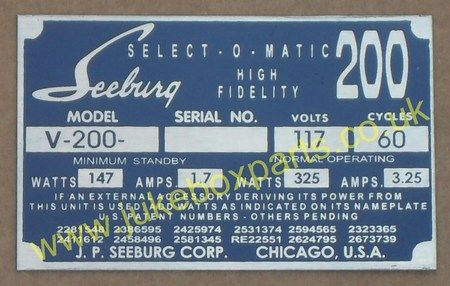 Seeburg SELECT-O-MATIC 200
HIGH
FIDELITY
MODEL SERIAL NO. VOLTS CYCLES
V-200- 117 60
MINIMUM STANDBY NORMAL OPERATING
WATTS 147 AMPS. 1.7 WATTS 325 AMPS. 3.25
IF AN EXTERNAL ACCESSORY DERIVING ITS POWER FROM
THIS UNIT IS USED ADD WATTS AS INDICATED ON ITS NAMEPLATE
U.S. PATENT NUMBERS - OTHERS PENDING
2281548 2386595 2425974 2531374 2594565 2323365
2458496 2581345 RE22551 2624795 2673739
J. P. SEEBURG CORP. CHICAGO, U.S.A.
www.jukeboxparts.co.uk